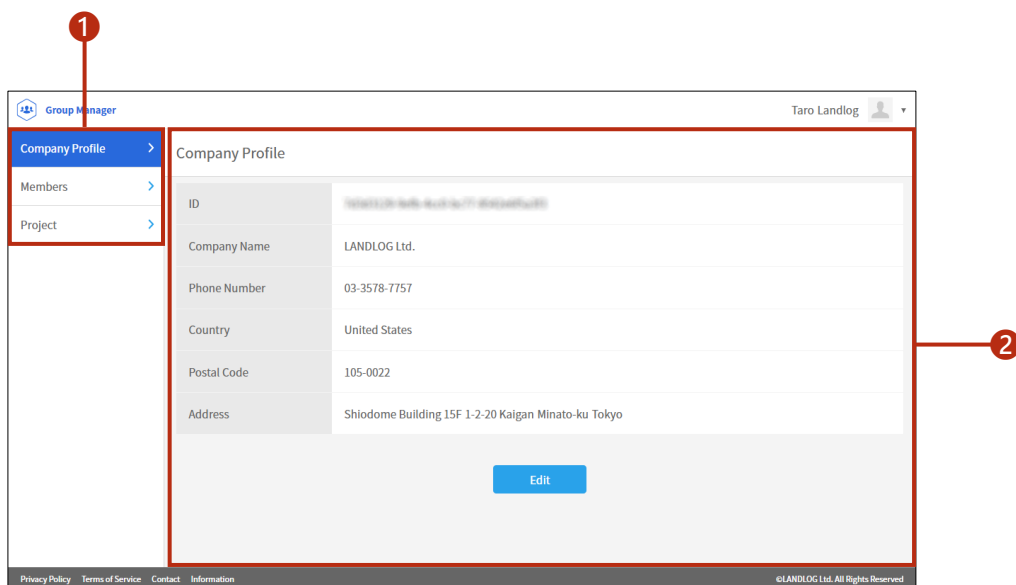 1
Group Manager
Taro Landlog
Company Profile
Members
Project
Company Profile
ID
Company Name LANDLOG Ltd.
Phone Number 03-3578-7757
Country United States
Postal Code 105-0022
Address Shiodome Building 15F 1-2-20 Kaigan Minato-ku Tokyo
2
Edit
Privacy Policy Terms of Service Contact Information ©LANDLOG Ltd. All Rights Reserved